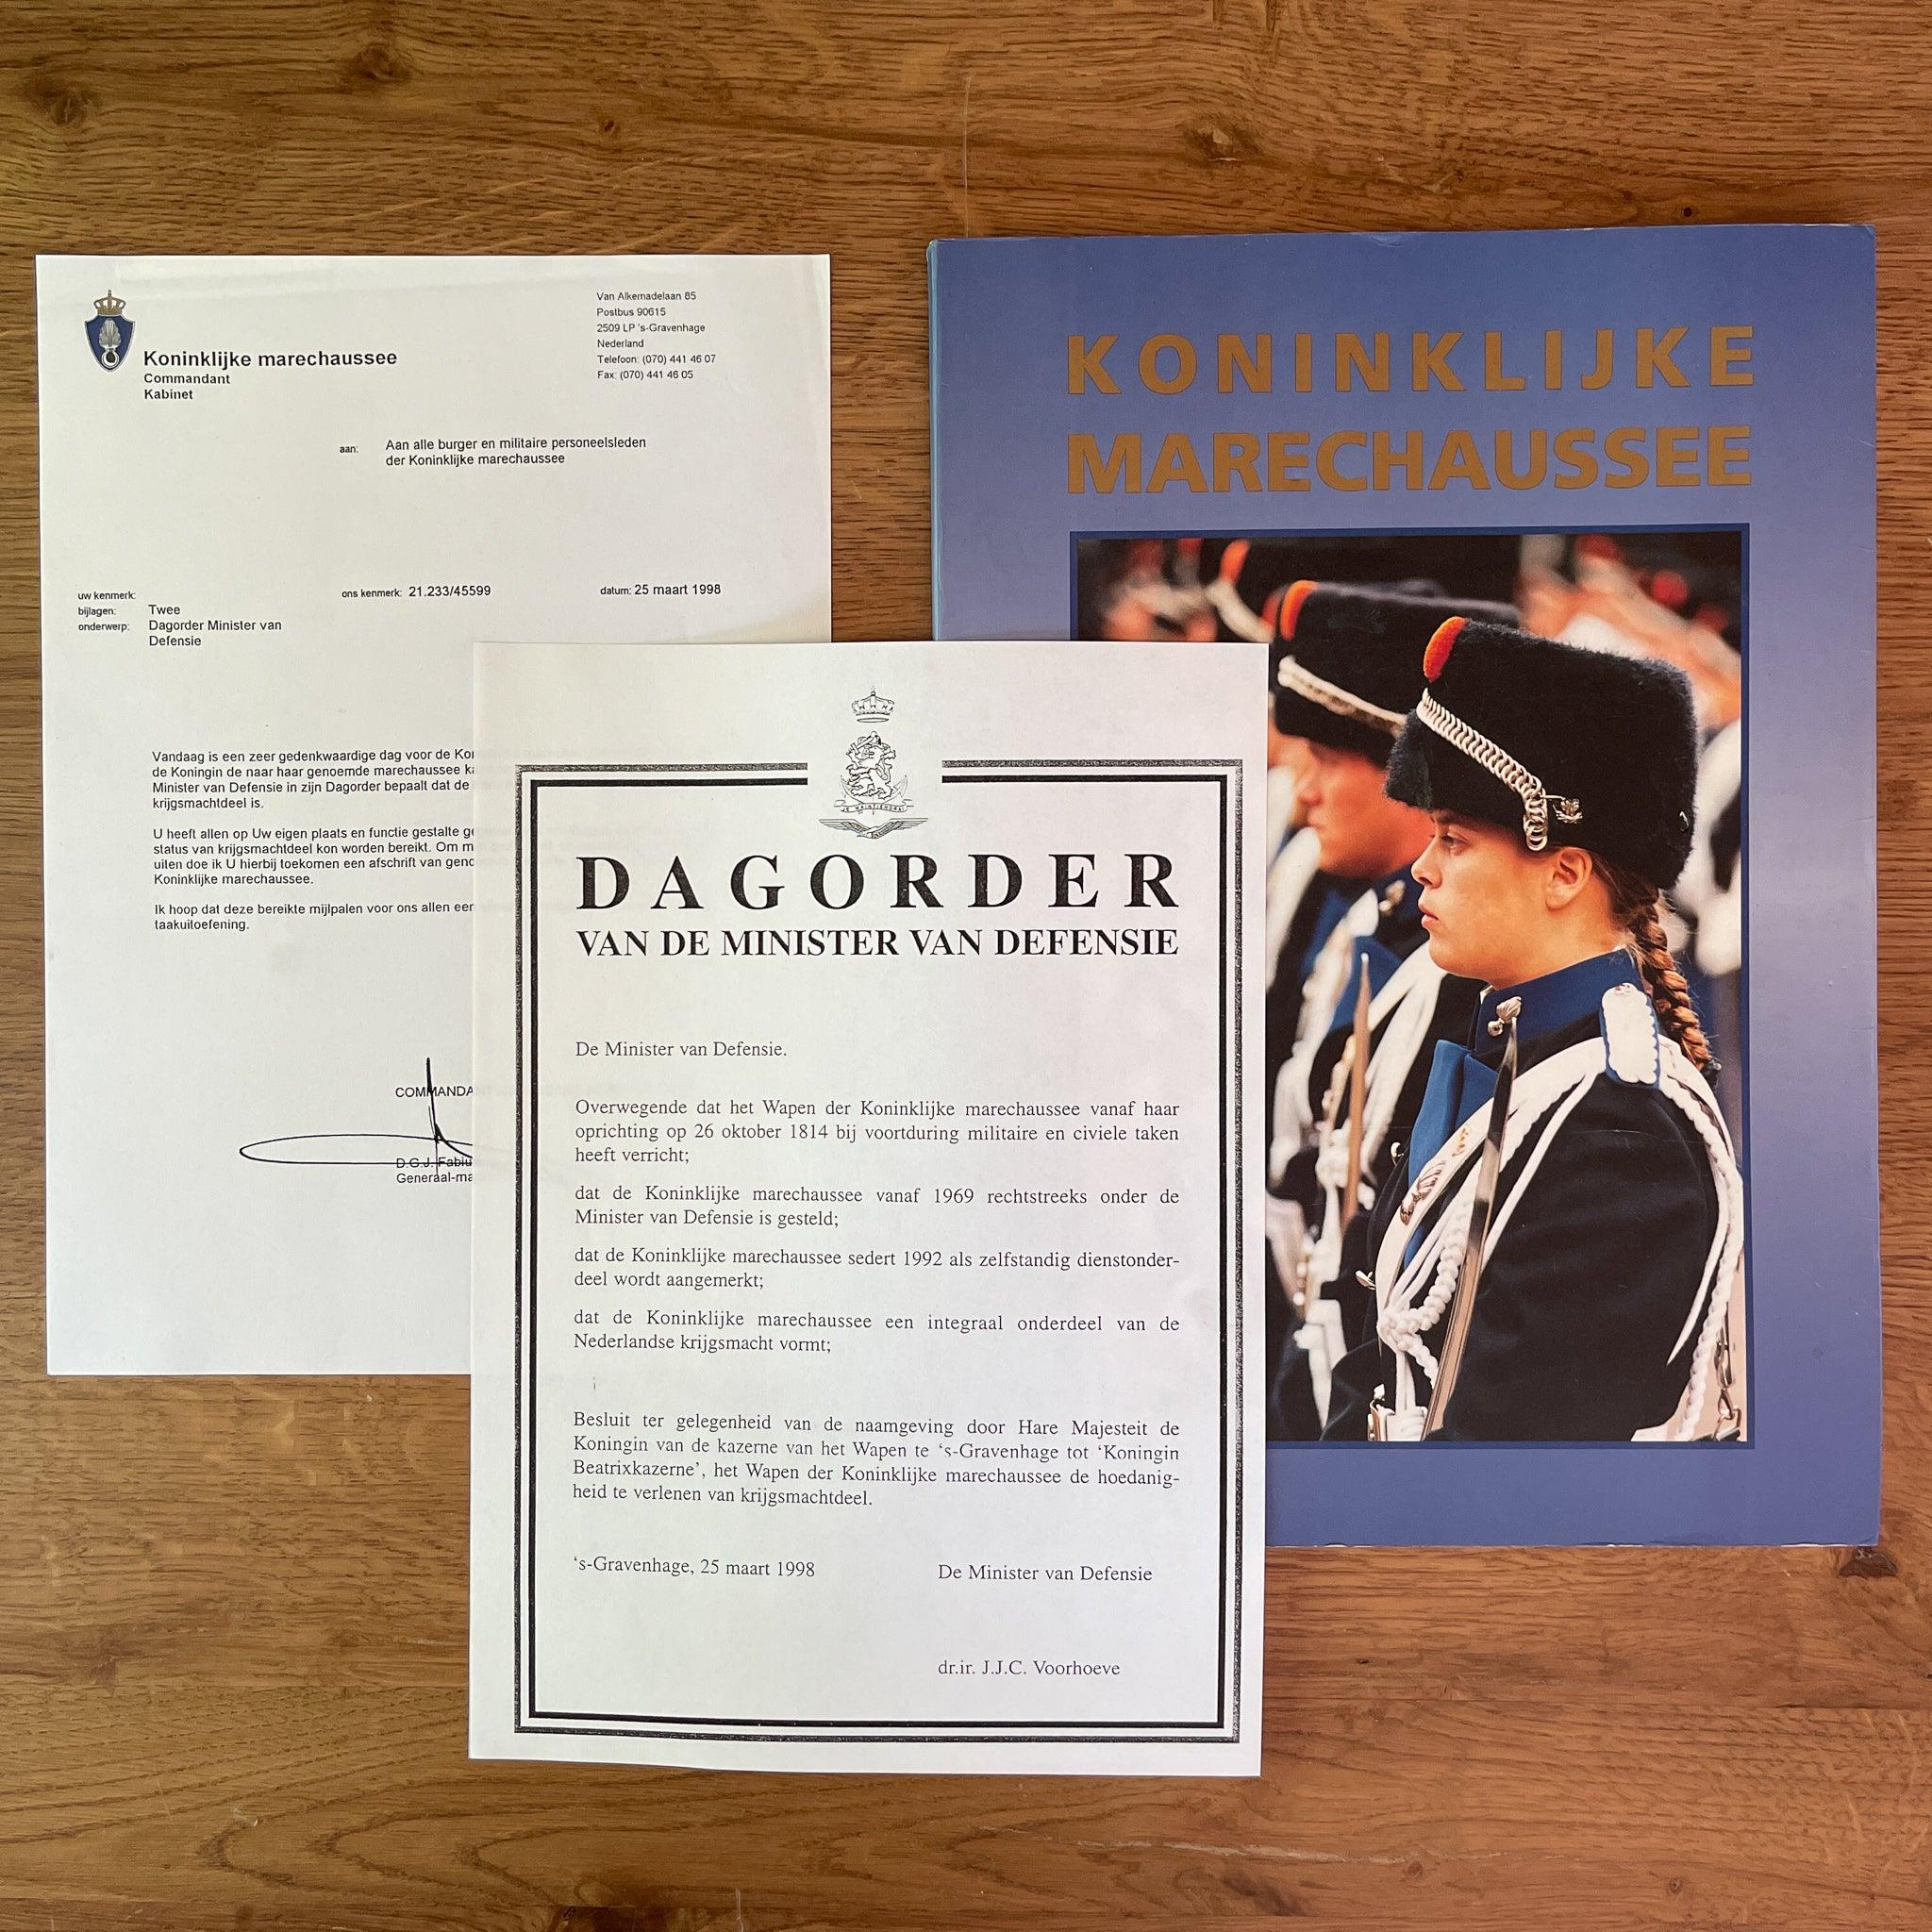 Koninklijke marechaussee
Commandant
Kabinet
Van Alkemadelaan 85
Postbus 90615
2509 LP 's-Gravenhage
Nederland
Telefoon: (070) 441 46 07
Fax: (070) 441 46 05
aan: Aan alle burger en militaire personeelsleden
der Koninklijke marechaussee
uw kenmerk:
ons kenmerk: 21.233/45599
datum: 25 maart 1998
bijlagen: Twee
onderwerp: Dagorder Minister van
Defensie
Vandaag is een zeer gedenkwaardige dag voor de
de Koningin de naar haar genoemde marechaussee
Minister van Defensie in zijn Dagorder bepaalt dat de
krijgsmachtdeel is.
U heeft allen op Uw eigen plaats en functie gestalte
status van krijgsmachtdeel kon worden bereikt. Om
uiten doe ik U hierbij toekomen een afschrift van
Koninklijke marechaussee.
Ik hoop dat deze bereikte mijlpalen voor ons allen
taakuitoefening.
COMMANDA
D.G.J. Fabiu
Generaal-ma
KONINKLIJKE
MARECHAUSSEE
JE MAINTIENDRAI
DAGORDER
VAN DE MINISTER VAN DEFENSIE
De Minister van Defensie.
Overwegende dat het Wapen der Koninklijke marechaussee vanaf haar
oprichting op 26 oktober 1814 bij voortduring militaire en civiele taken
heeft verricht;
dat de Koninklijke marechaussee vanaf 1969 rechtstreeks onder de
Minister van Defensie is gesteld;
dat de Koninklijke marechaussee sedert 1992 als zelfstandig dienstonder-
deel wordt aangemerkt;
dat de Koninklijke marechaussee een integraal onderdeel van de
Nederlandse krijgsmacht vormt;
Besluit ter gelegenheid van de naamgeving door Hare Majesteit de
Koningin van de kazerne van het Wapen te 's-Gravenhage tot 'Koningin
Beatrixkazerne', het Wapen der Koninklijke marechaussee de hoedanig-
heid te verlenen van krijgsmachtdeel.
's-Gravenhage, 25 maart 1998
De Minister van Defensie
dr.ir. J.J.C. Voorhoeve